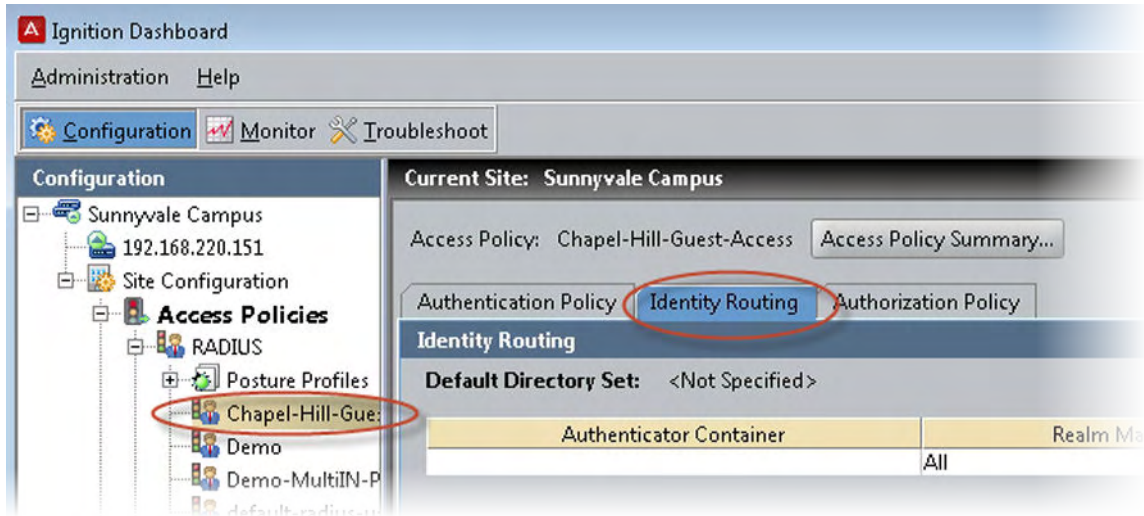 Ignition Dashboard
Administration Help
Configuration Monitor Troubleshoot
Configuration
Current Site: Sunnyvale Campus
Sunnyvale Campus
192.168.220.151
Site Configuration
Access Policies
RADIUS
Posture Profiles
Chapel-Hill-Gue
Demo
Demo-MultiIN-P
default-radius-u
Access Policy: Chapel-Hill-Guest-Access Access Policy Summary...
Authentication Policy Identity Routing Authorization Policy
Identity Routing
Default Directory Set: <Not Specified>
Authenticator Container Realm Ma
All